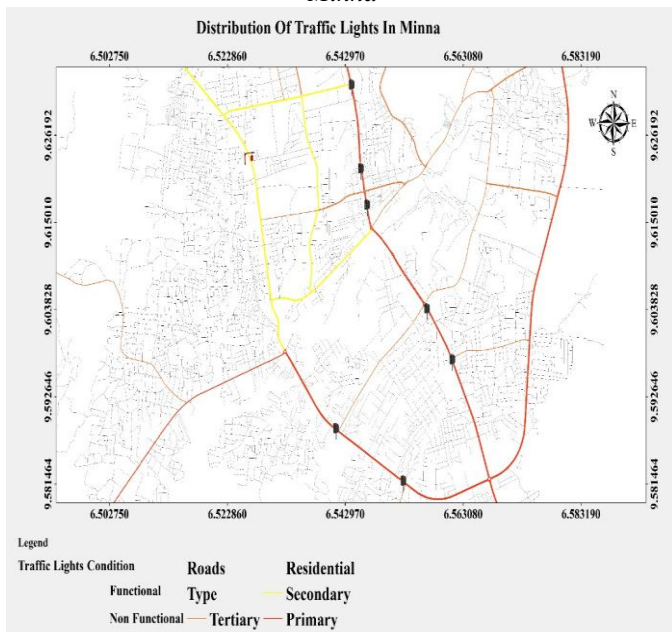 Minna
Distribution Of Traffic Lights In Minna
6.502750 6.522860 6.542970 6.563080 6.583190
N
W E
S
9.626192 9.626192
9.615010 9.615010
9.603828 9.603828
9.592646 9.592646
9.581464 9.581464
6.502750 6.522860 6.542970 6.563080 6.583190
Legend
Traffic Lights Condition Roads Residential
Functional Type Secondary
Non Functional Tertiary Primary